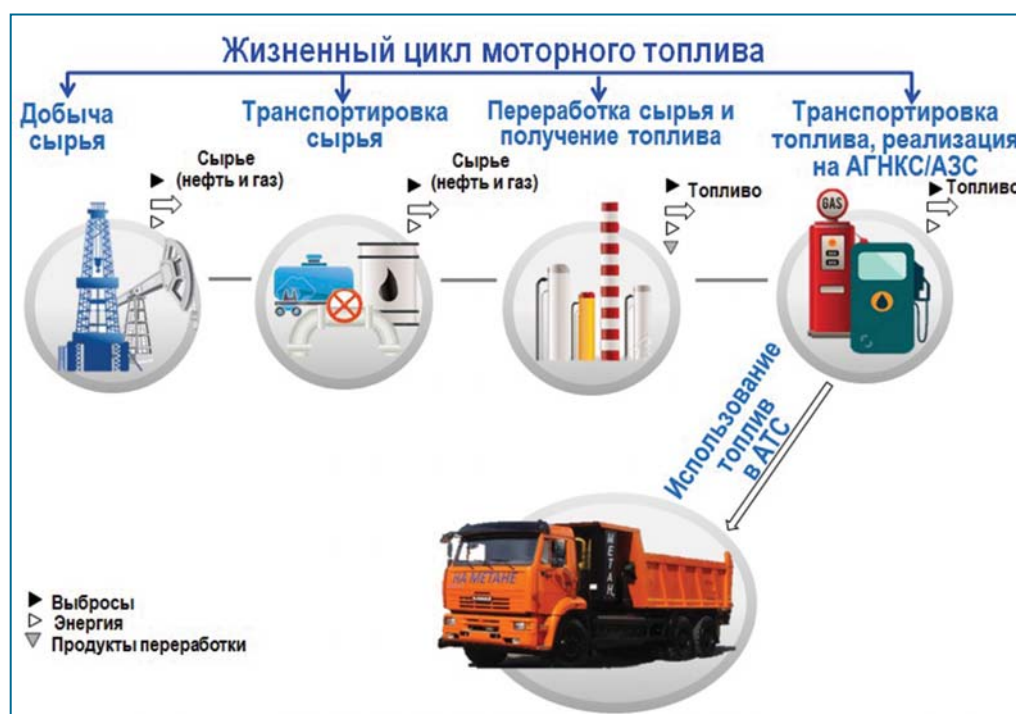 Жизненный цикл моторного топлива
Добыча
сырья
Транспортировка
сырья
Переработка сырья и
получение топлива
Транспортировка
топлива, реализация
на АГНКС/АЗС
Сырье
(нефть и газ)
Сырье
(нефть и газ)
Топливо
Топливо
GAS
Использование
топлив
в АТС
НА МЕТАНЕ
МЕТАН
Выбросы
Энергия
Продукты переработки